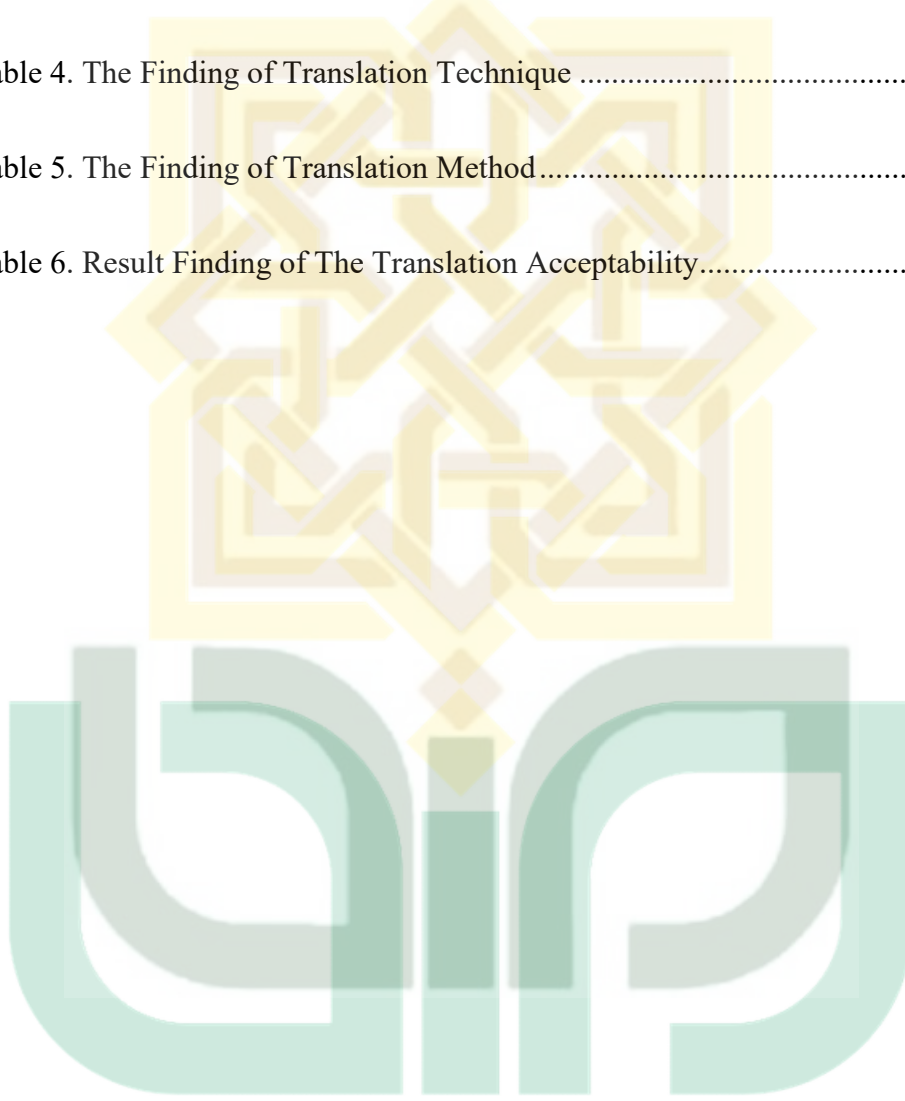 able 4. The Finding of Translation Technique ........................................
able 5. The Finding of Translation Method.............................................
able 6. Result Finding of The Translation Acceptability.........................